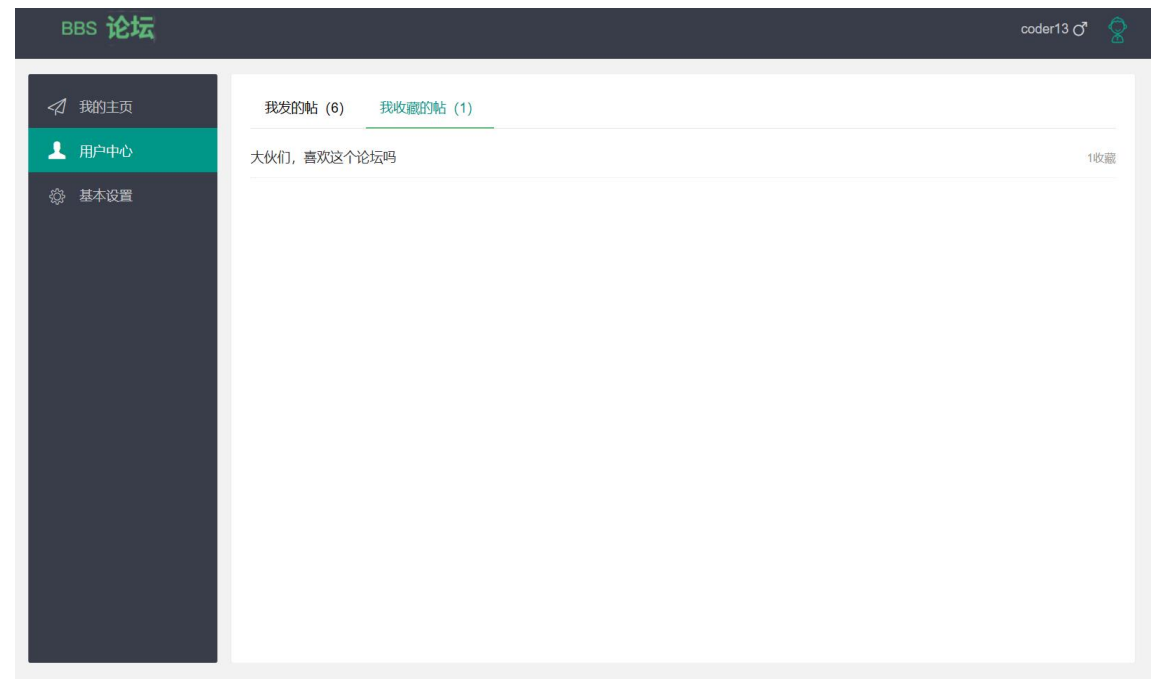 BBS 论坛
coder13
我的主页
用户中心
基本设置
我发的帖 (6)
我收藏的帖 (1)
大伙们，喜欢这个论坛吗
1收藏